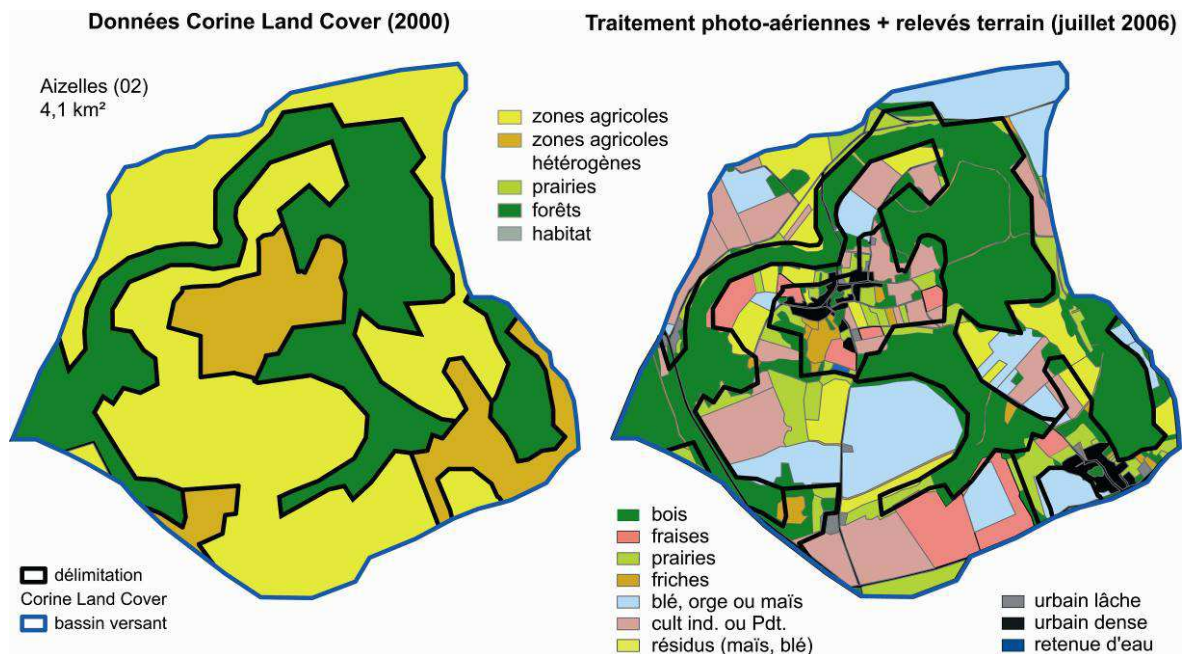 Données Corine Land Cover (2000)
Traitement photo-aériennes + relevés terrain (juillet 2006)
Aizelles (02)
4,1 km²
zones agricoles
zones agricoles
hétérogènes
prairies
forêts
habitat
délimitation
Corine Land Cover
bassin versant
bois
fraises
prairies
friches
blé, orge ou maïs
cult ind. ou Pdt.
résidus (maïs, blé)
urbain lâche
urbain dense
retenue d'eau